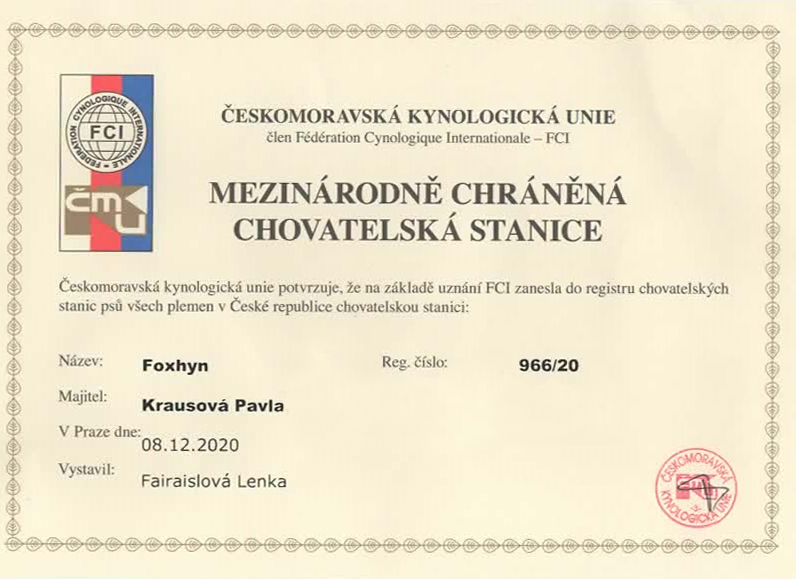 FÉDÉRATION CYNOLOGIQUE INTERNATIONALE
FCI
čmku
ČESKOMORAVSKÁ KYNOLOGICKÁ UNIE
člen Fédération Cynologique Internationale – FCI
MEZINÁRODNĚ CHRÁNĚNÁ
CHOVATELSKÁ STANICE
Českomoravská kynologická unie potvrzuje, že na základě uznání FCI zanesla do registru chovatelských
stanic psů všech plemen v České republice chovatelskou stanici:
Název: Foxhyn Reg. číslo: 966/20
Majitel: Krausová Pavla
V Praze dne: 08.12.2020
Vystavil: Fairaislová Lenka
ČESKOMORAVSKÁ
KYNOLOGICKÁ UNIE
-2-